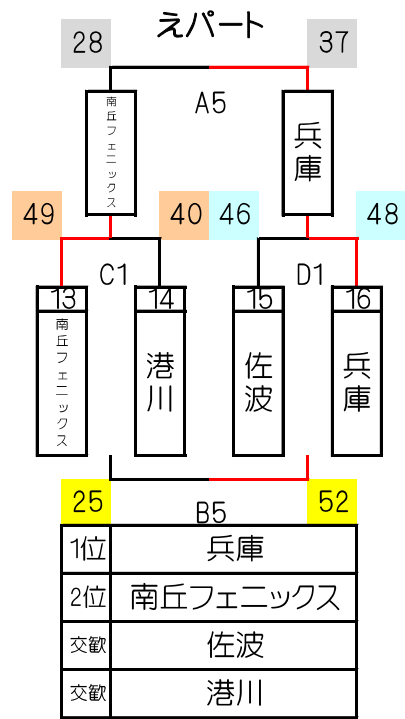 えパート
28 37
A5
南丘フェニックス 兵庫
49 40 46 48
C1 D1
13 14 15 16
南丘フェニックス 港川 佐波 兵庫
25 52
B5
1位 兵庫
2位 南丘フェニックス
交歓 佐波
交歓 港川